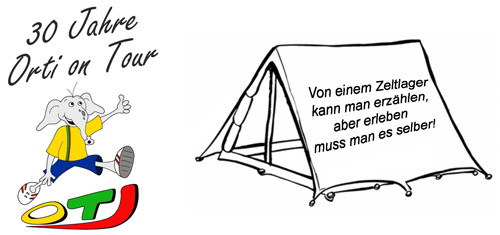 30 Jahre
Orti on Tour
OTJ
Von einem Zeltlager
kann man erzählen,
aber erleben
muss man es selber!